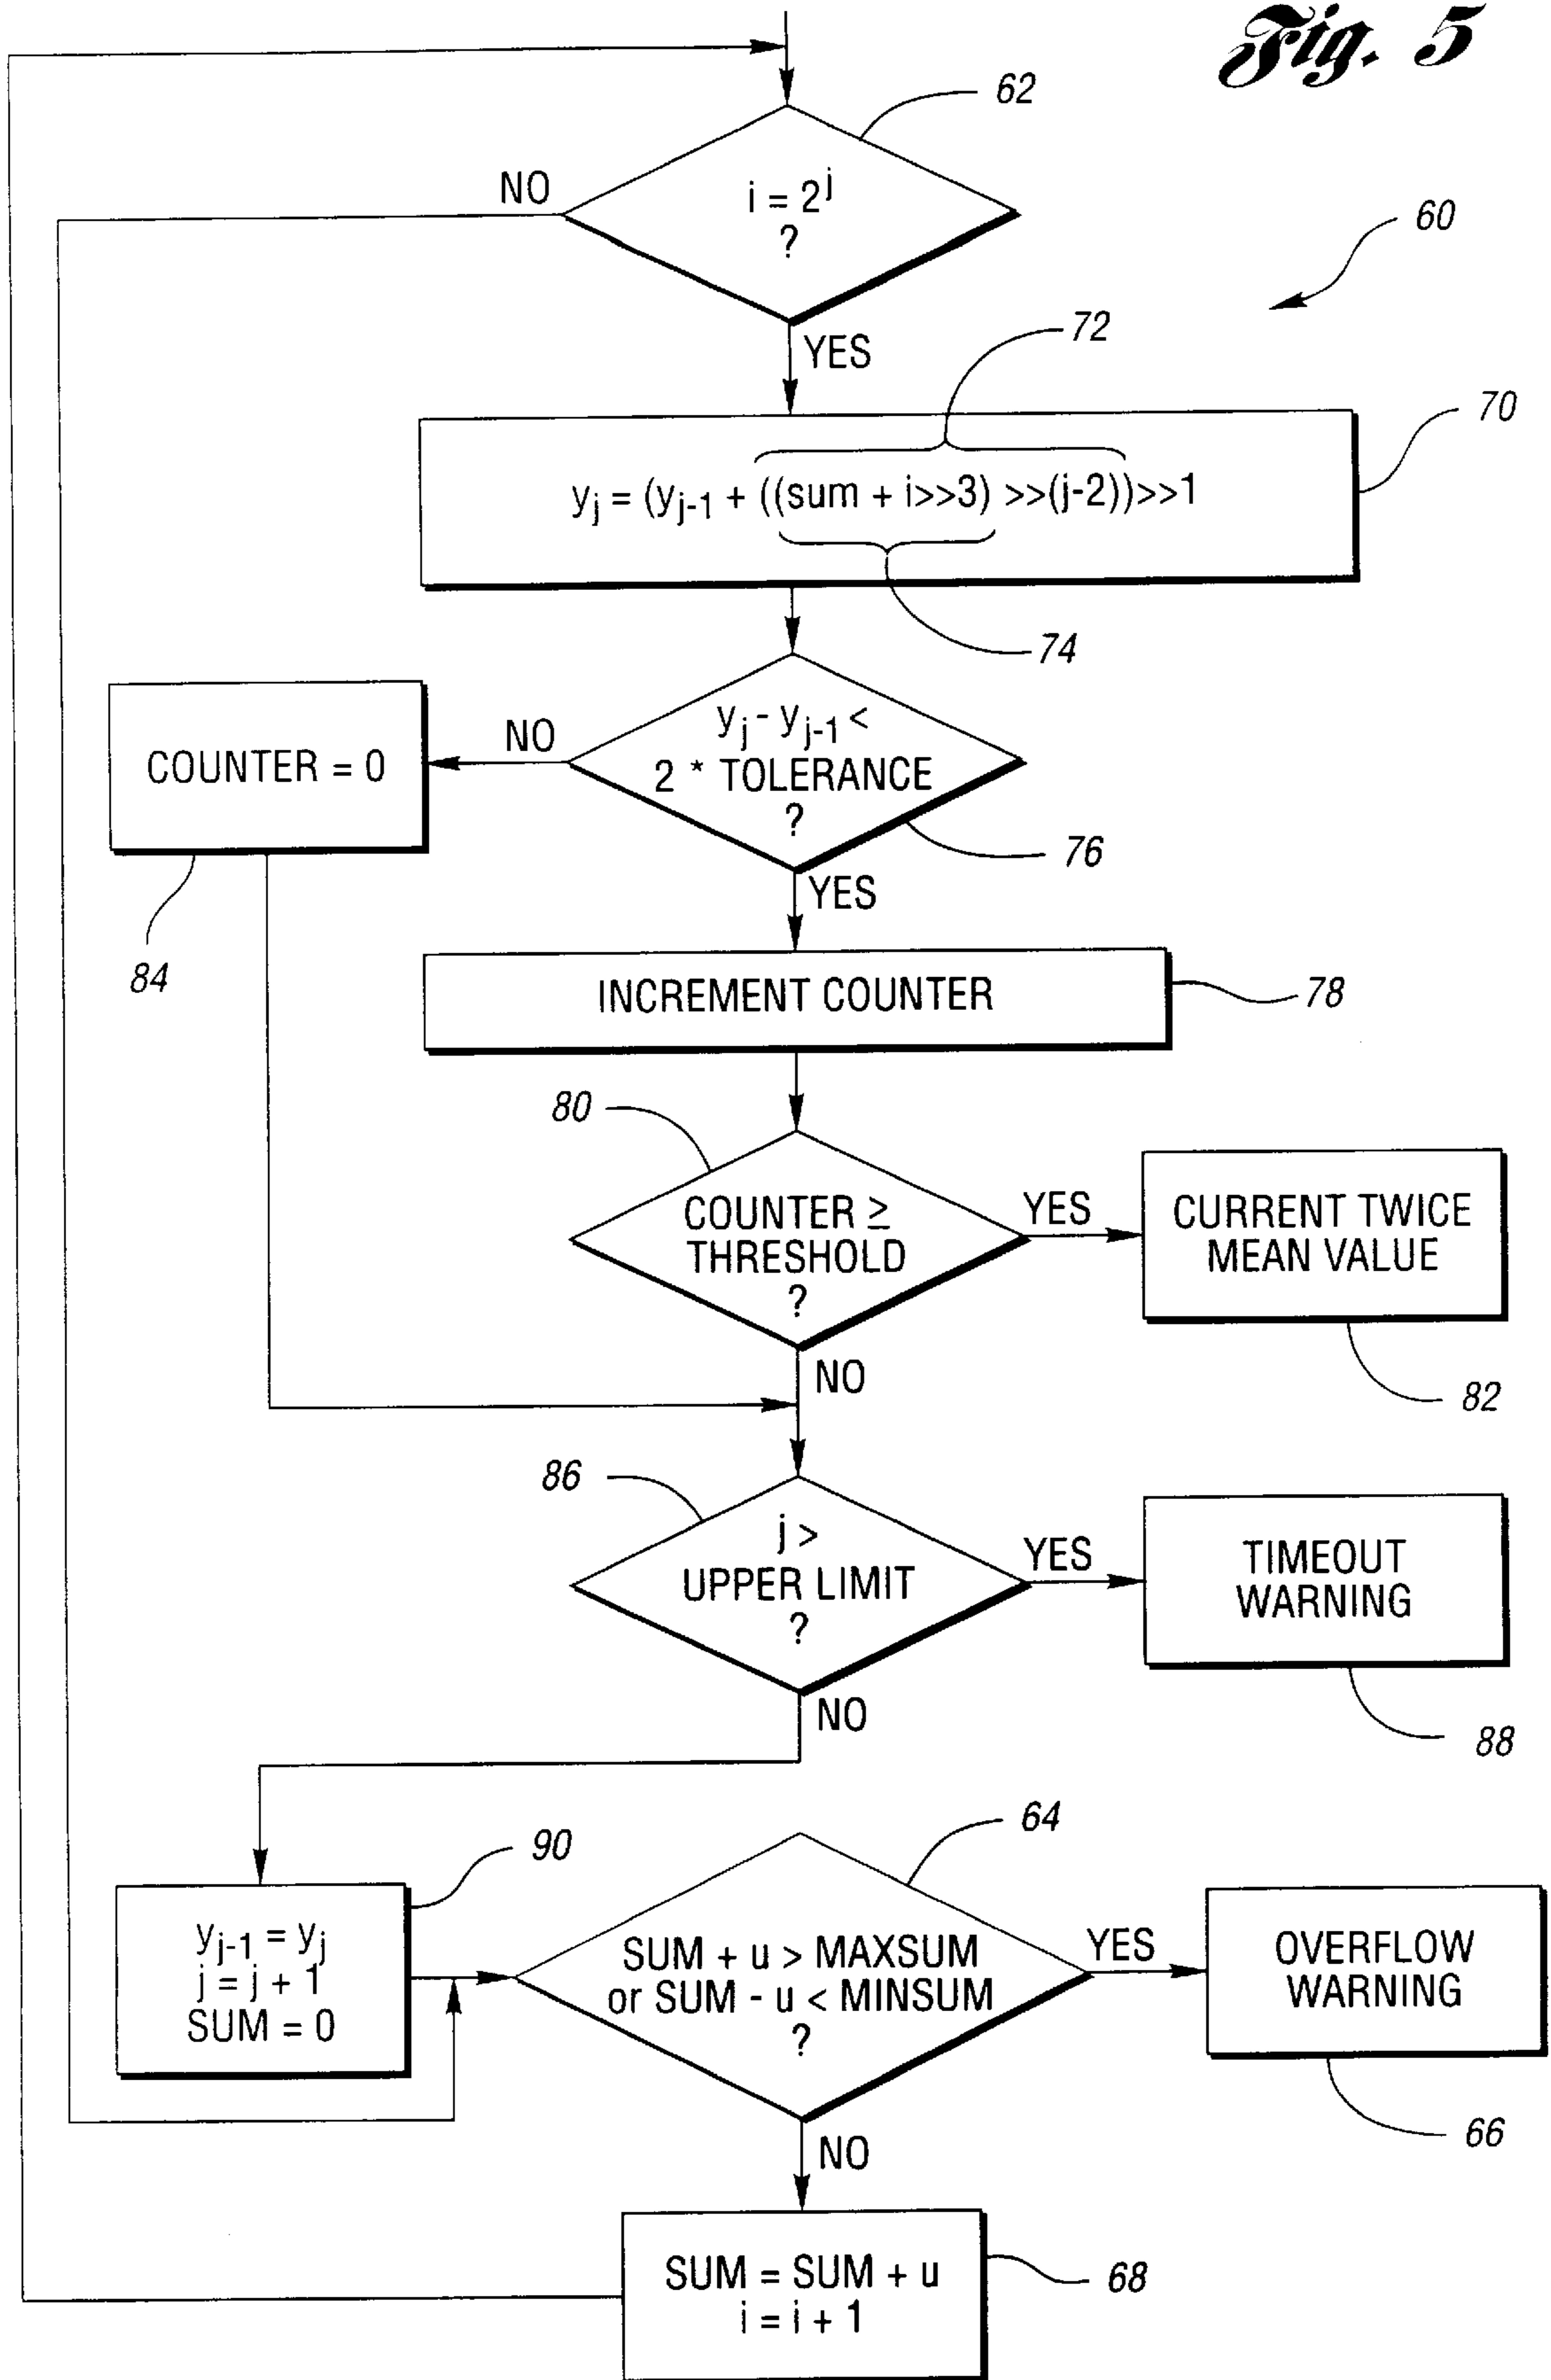 Fig. 5
62
NO
i = 2^j
?
60
YES
72
70
y_j = (y_{j-1} + ((sum + i>>3) >>(j-2))>>1
74
COUNTER = 0
NO
y_j - y_{j-1} <
2 * TOLERANCE
?
76
84
YES
INCREMENT COUNTER
78
80
COUNTER ≥
THRESHOLD
?
YES
CURRENT TWICE
MEAN VALUE
82
NO
86
j >
UPPER LIMIT
?
YES
TIMEOUT
WARNING
88
NO
90
64
y_{j-1} = y_j
j = j + 1
SUM = 0
SUM + u > MAXSUM
or SUM - u < MINSUM
?
YES
OVERFLOW
WARNING
66
NO
SUM = SUM + u
i = i + 1
68